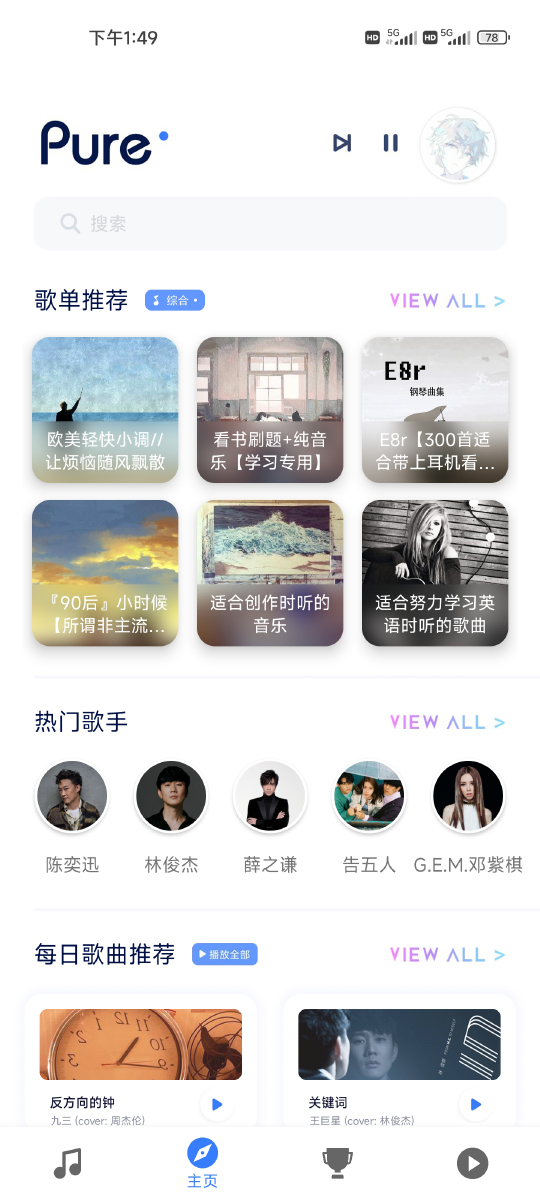 下午1:49
HD 5G HD 5G 78
Pure
搜索
歌单推荐 综合 VIEW ALL >
欧美轻快小调//
让烦恼随风飘散
看书刷题+纯音
乐【学习专用】
E8r
钢琴曲集
E8r【300首适
合带上耳机看...
『90后』小时候
【所谓非主流...
适合创作时听的
音乐
适合努力学习英
语时听的歌曲
热门歌手 VIEW ALL >
陈奕迅 林俊杰 薛之谦 告五人 G.E.M.邓紫棋
每日歌曲推荐 播放全部 VIEW ALL >
反方向的钟
九三 (cover: 周杰伦)
关键词
王巨星 (cover: 林俊杰)
主页